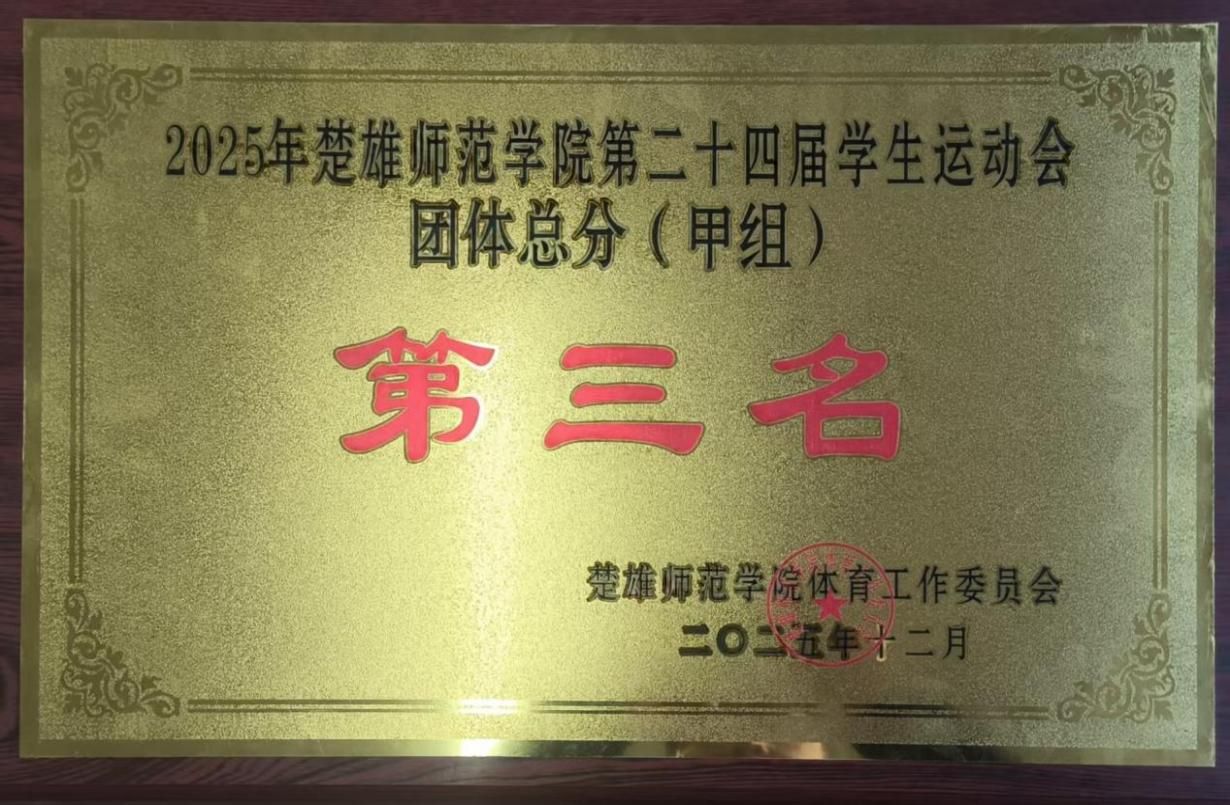 2025年楚雄师范学院第二十四届学生运动会
团体总分（甲组）
第三名
楚雄师范学院体育工作委员会
二〇二五年十二月